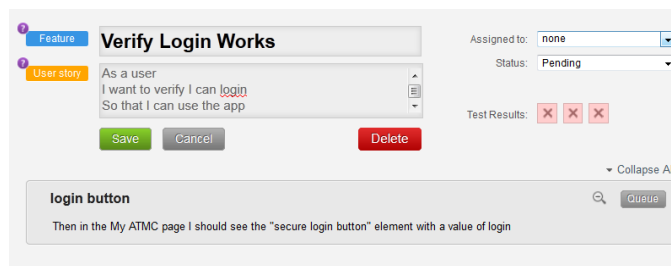 Feature
Verify Login Works
Assigned to: none
User story
As a user
I want to verify I can login
So that I can use the app
Status: Pending
Test Results:
Save
Cancel
Delete
Collapse A
login button
Queue
Then in the My ATMC page I should see the "secure login button" element with a value of login